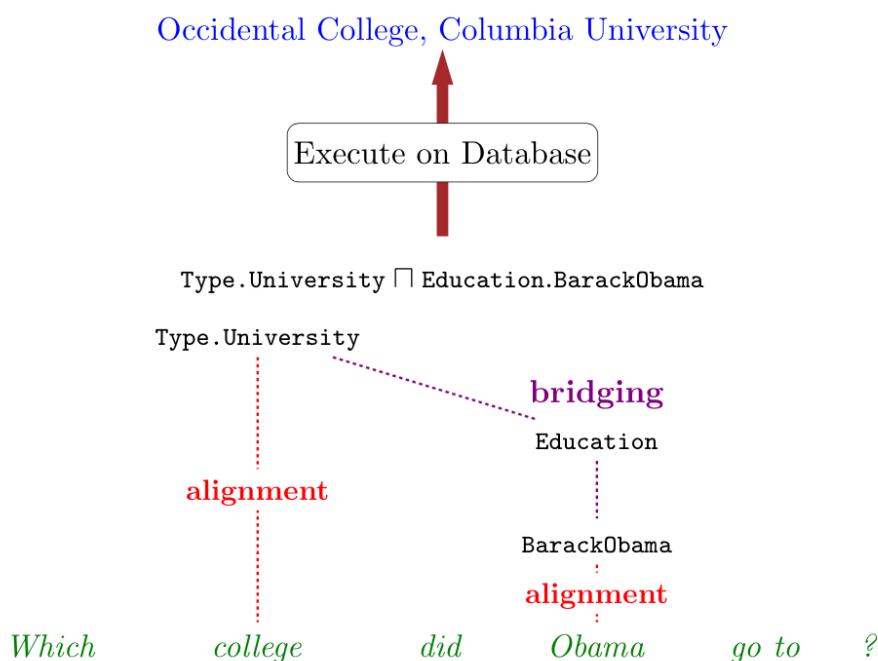 Occidental College, Columbia University
Execute on Database
Type.University ⊓ Education.BarackObama
Type.University
bridging
Education
alignment
BarackObama
alignment
Which college did Obama go to ?